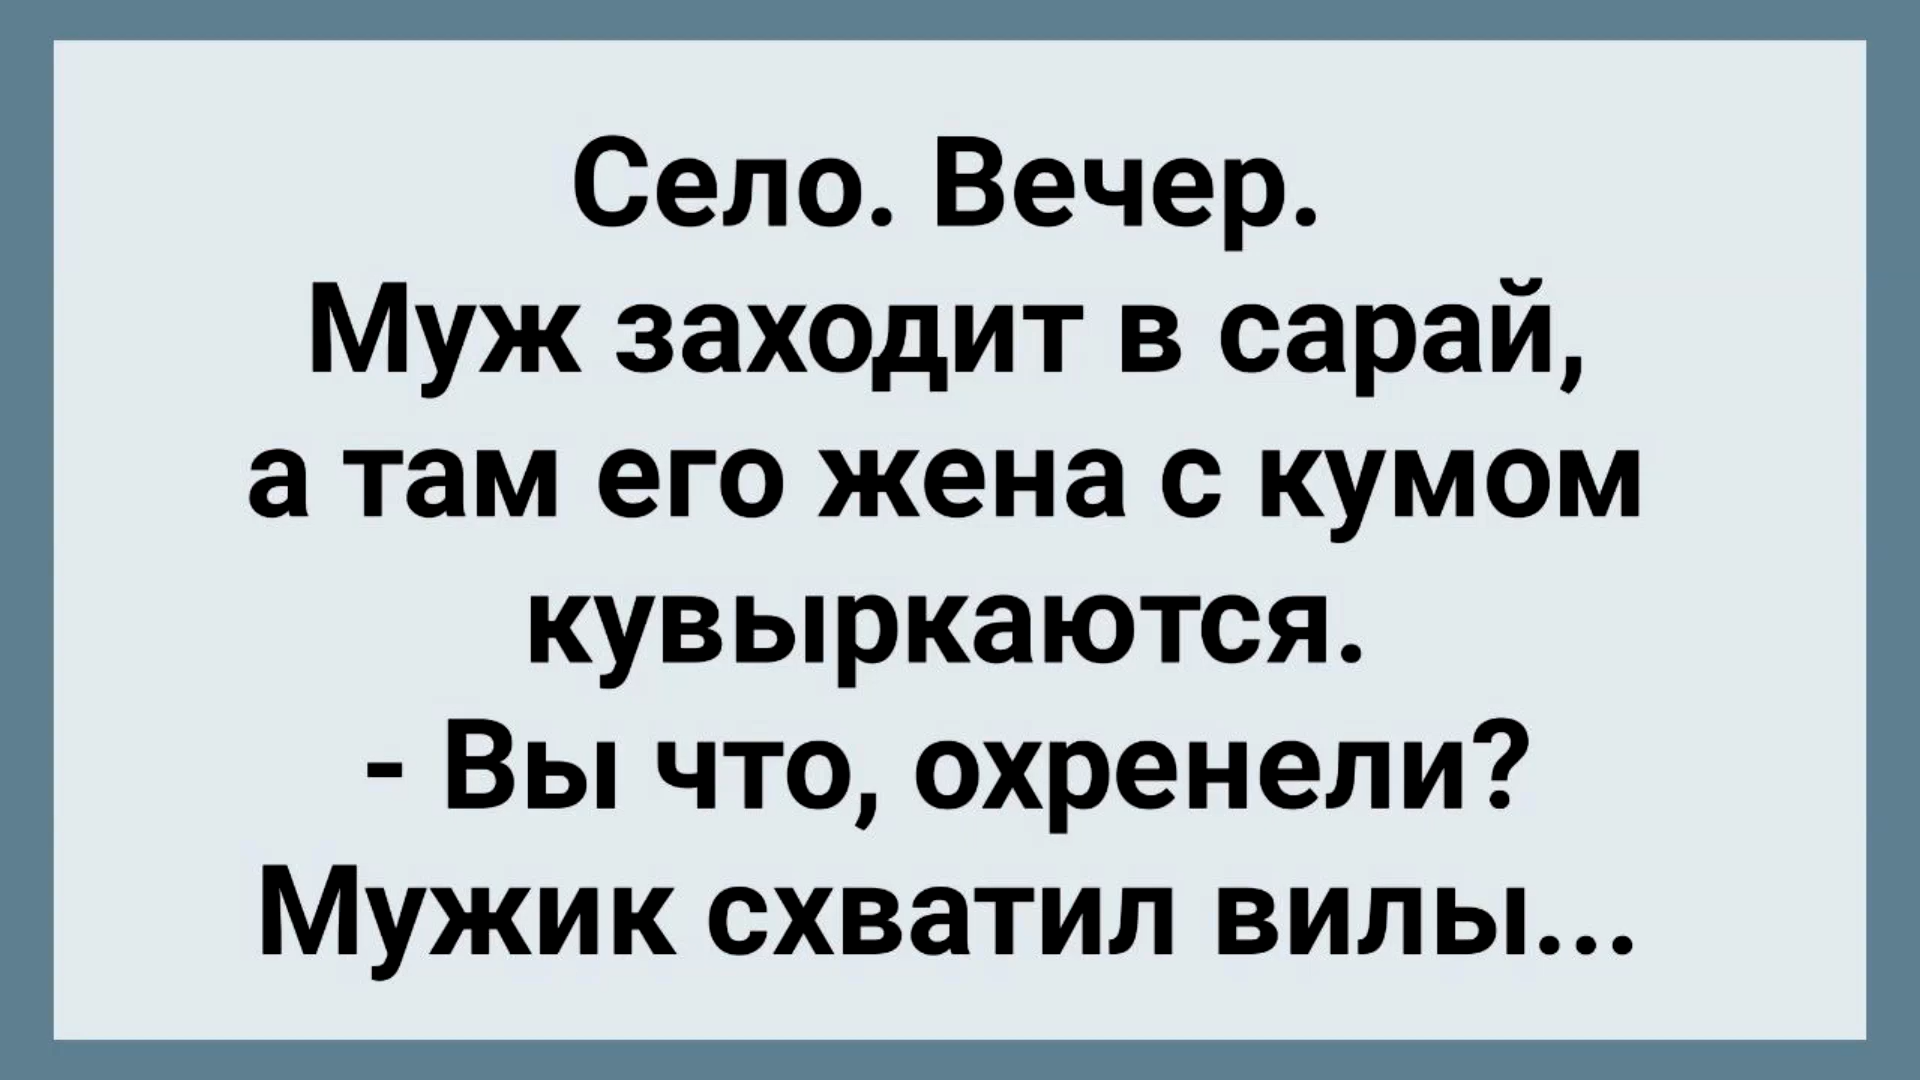 Село. Вечер.
Муж заходит в сарай,
а там его жена с кумом
кувыркаются.
- Вы что, охренели?
Мужик схватил вилы...